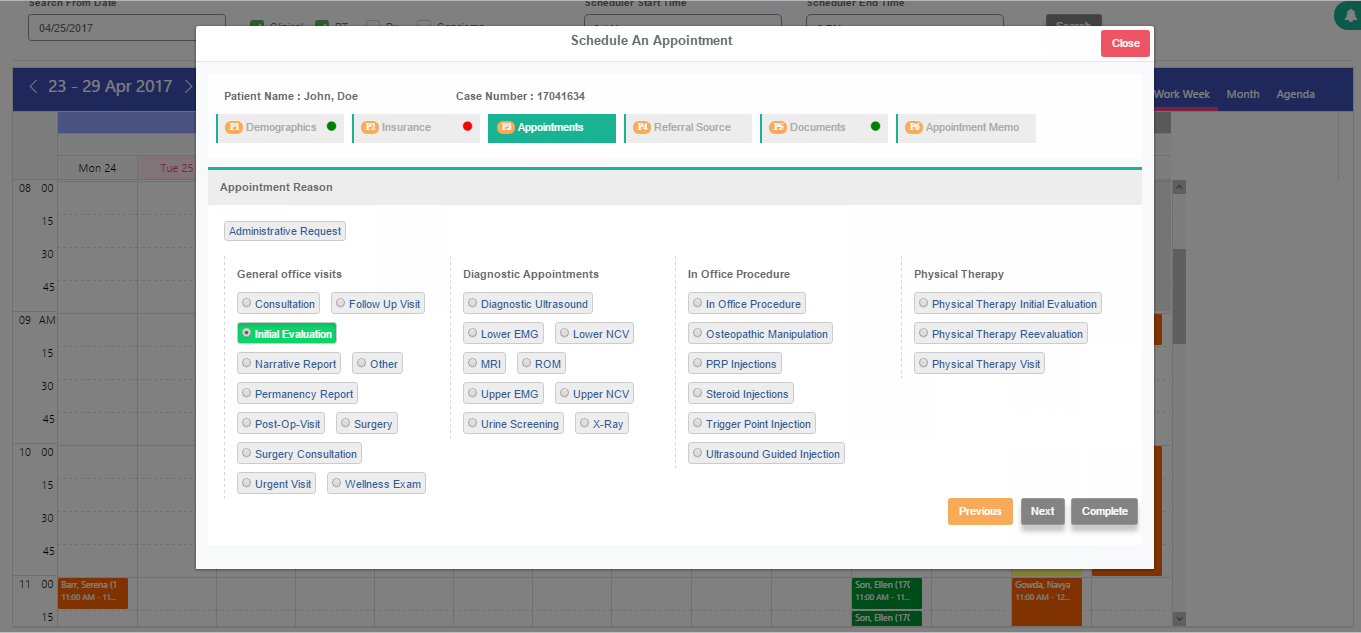 Search From Date
Scheduler Start Time
Scheduler End Time
04/25/2017
Clinical
Search
Schedule An Appointment
Close
23 - 29 Apr 2017
Work Week Month Agenda
Patient Name : John, Doe
Case Number : 17041634
P1 Demographics
P2 Insurance
P3 Appointments
P4 Referral Source
P5 Documents
P6 Appointment Memo
Mon 24
Tue 25
Appointment Reason
Administrative Request
General office visits
Consultation Follow Up Visit
Initial Evaluation
Narrative Report Other
Permanency Report
Post-Op-Visit Surgery
Surgery Consultation
Urgent Visit Wellness Exam
Diagnostic Appointments
Diagnostic Ultrasound
Lower EMG Lower NCV
MRI ROM
Upper EMG Upper NCV
Urine Screening X-Ray
In Office Procedure
In Office Procedure
Osteopathic Manipulation
PRP Injections
Steroid Injections
Trigger Point Injection
Ultrasound Guided Injection
Physical Therapy
Physical Therapy Initial Evaluation
Physical Therapy Reevaluation
Physical Therapy Visit
Previous Next Complete
08 00
15
30
45
09 AM
15
30
45
10 00
15
30
45
11 00
15
Barr, Serena (1
11:00 AM - 11...
Son, Ellen (170
11:00 AM - 11...
Son, Ellen (170
Gowda, Navya
11:00 AM - 12...